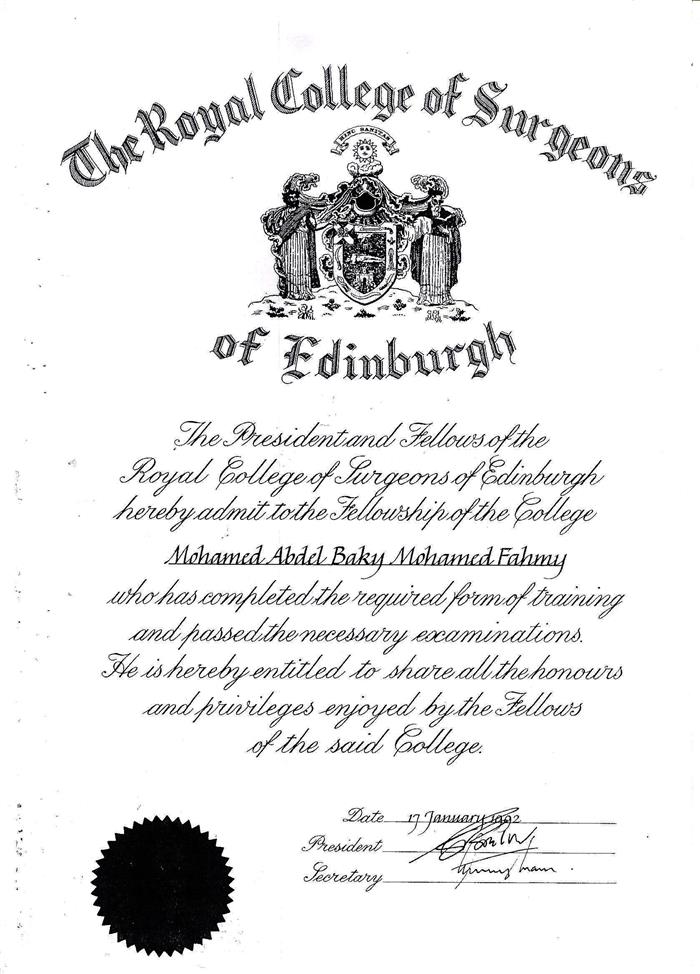 The Royal College of Surgeons
HINC SANITAS
of Edinburgh
The President and Fellows of the
Royal College of Surgeons of Edinburgh
hereby admit to the Fellowship of the College
Mohamed Abdel Baky Mohamed Fahmy
who has completed the required form of training
and passed the necessary examinations.
He is hereby entitled to share all the honours
and privileges enjoyed by the Fellows
of the said College.
Date 17 January 1992
President
Secretary